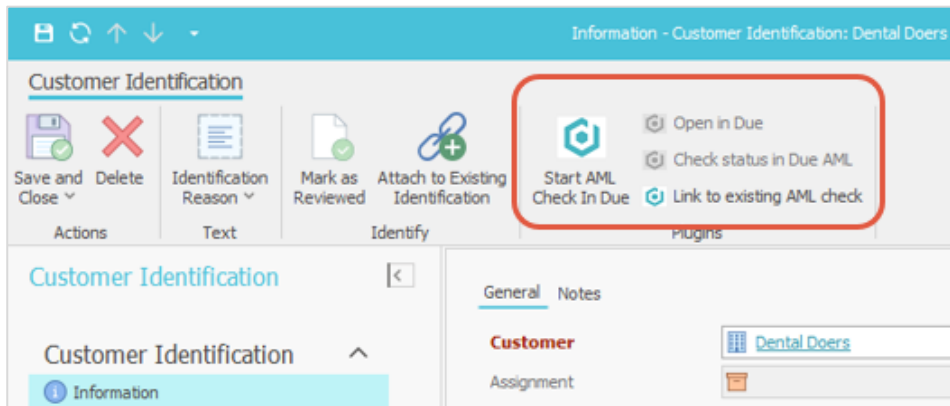 Information - Customer Identification: Dental Doers
Customer Identification
Save and
Close
Delete
Identification
Reason
Mark as
Reviewed
Attach to Existing
Identification
Start AML
Check In Due
Open in Due
Check status in Due AML
Link to existing AML check
Actions
Text
Identify
Plugins
Customer Identification
General
Notes
Customer Identification
Customer
Dental Doers
Information
Assignment